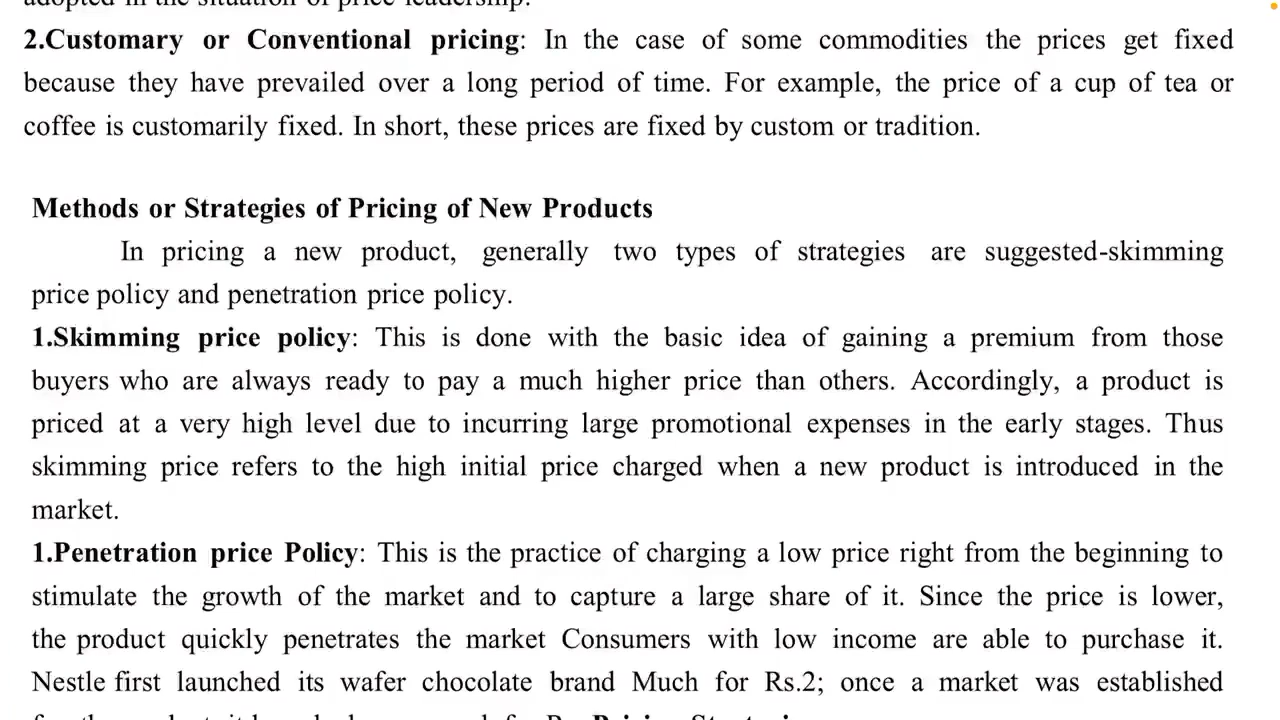 adopted in the situation of price leadership.
2.Customary or Conventional pricing: In the case of some commodities the prices get fixed
because they have prevailed over a long period of time. For example, the price of a cup of tea or
coffee is customarily fixed. In short, these prices are fixed by custom or tradition.
Methods or Strategies of Pricing of New Products
In pricing a new product, generally two types of strategies are suggested-skimming
price policy and penetration price policy.
1.Skimming price policy: This is done with the basic idea of gaining a premium from those
buyers who are always ready to pay a much higher price than others. Accordingly, a product is
priced at a very high level due to incurring large promotional expenses in the early stages. Thus
skimming price refers to the high initial price charged when a new product is introduced in the
market.
1.Penetration price Policy: This is the practice of charging a low price right from the beginning to
stimulate the growth of the market and to capture a large share of it. Since the price is lower,
the product quickly penetrates the market Consumers with low income are able to purchase it.
Nestle first launched its wafer chocolate brand Much for Rs.2; once a market was established